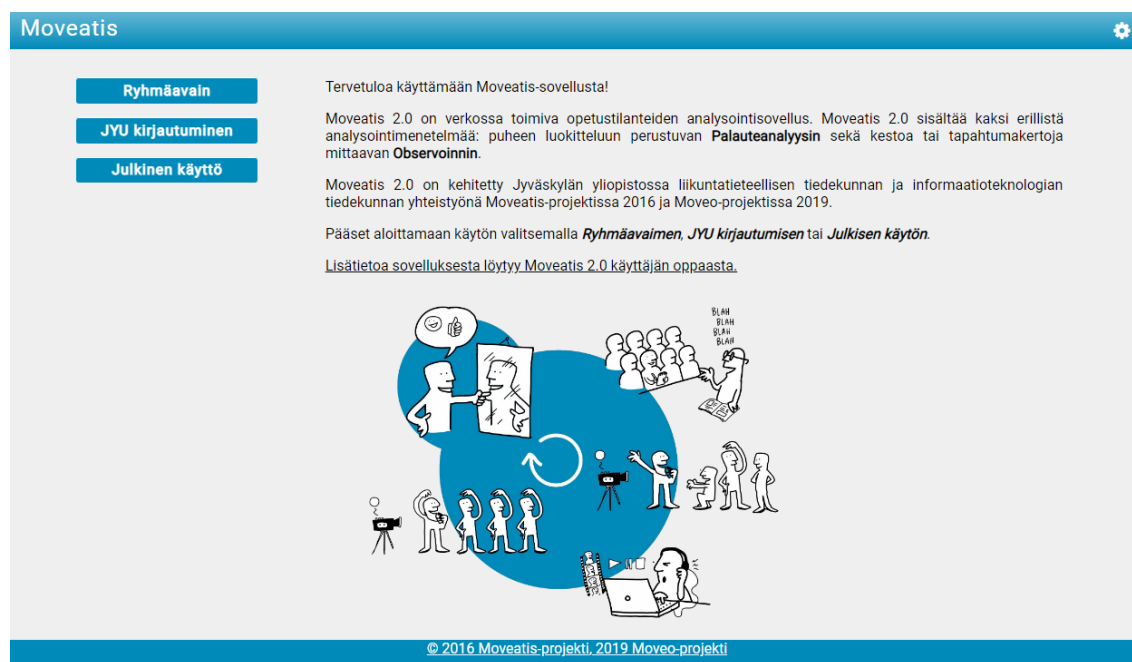 Moveatis
Ryhmäavain
JYU kirjautuminen
Julkinen käyttö
Tervetuloa käyttämään Moveatis-sovellusta!
Moveatis 2.0 on verkossa toimiva opetustilanteiden analysointisovellus. Moveatis 2.0 sisältää kaksi erillistä
analysointimenetelmää: puheen luokitteluun perustuvan Palauteanalyysin sekä kestoa tai tapahtumakertoja
mittaavan Observoinnin.
Moveatis 2.0 on kehitetty Jyväskylän yliopistossa liikuntatieteellisen tiedekunnan ja informaatioteknologian
tiedekunnan yhteistyönä Moveatis-projektissa 2016 ja Moveo-projektissa 2019.
Pääset aloittamaan käytön valitsemalla Ryhmäavaimen, JYU kirjautumisen tai Julkisen käytön.
Lisätietoa sovelluksesta löytyy Moveatis 2.0 käyttäjän oppaasta.
BLAH
BLAH
BLAH
BLAH
© 2016 Moveatis-projekti, 2019 Moveo-projekti